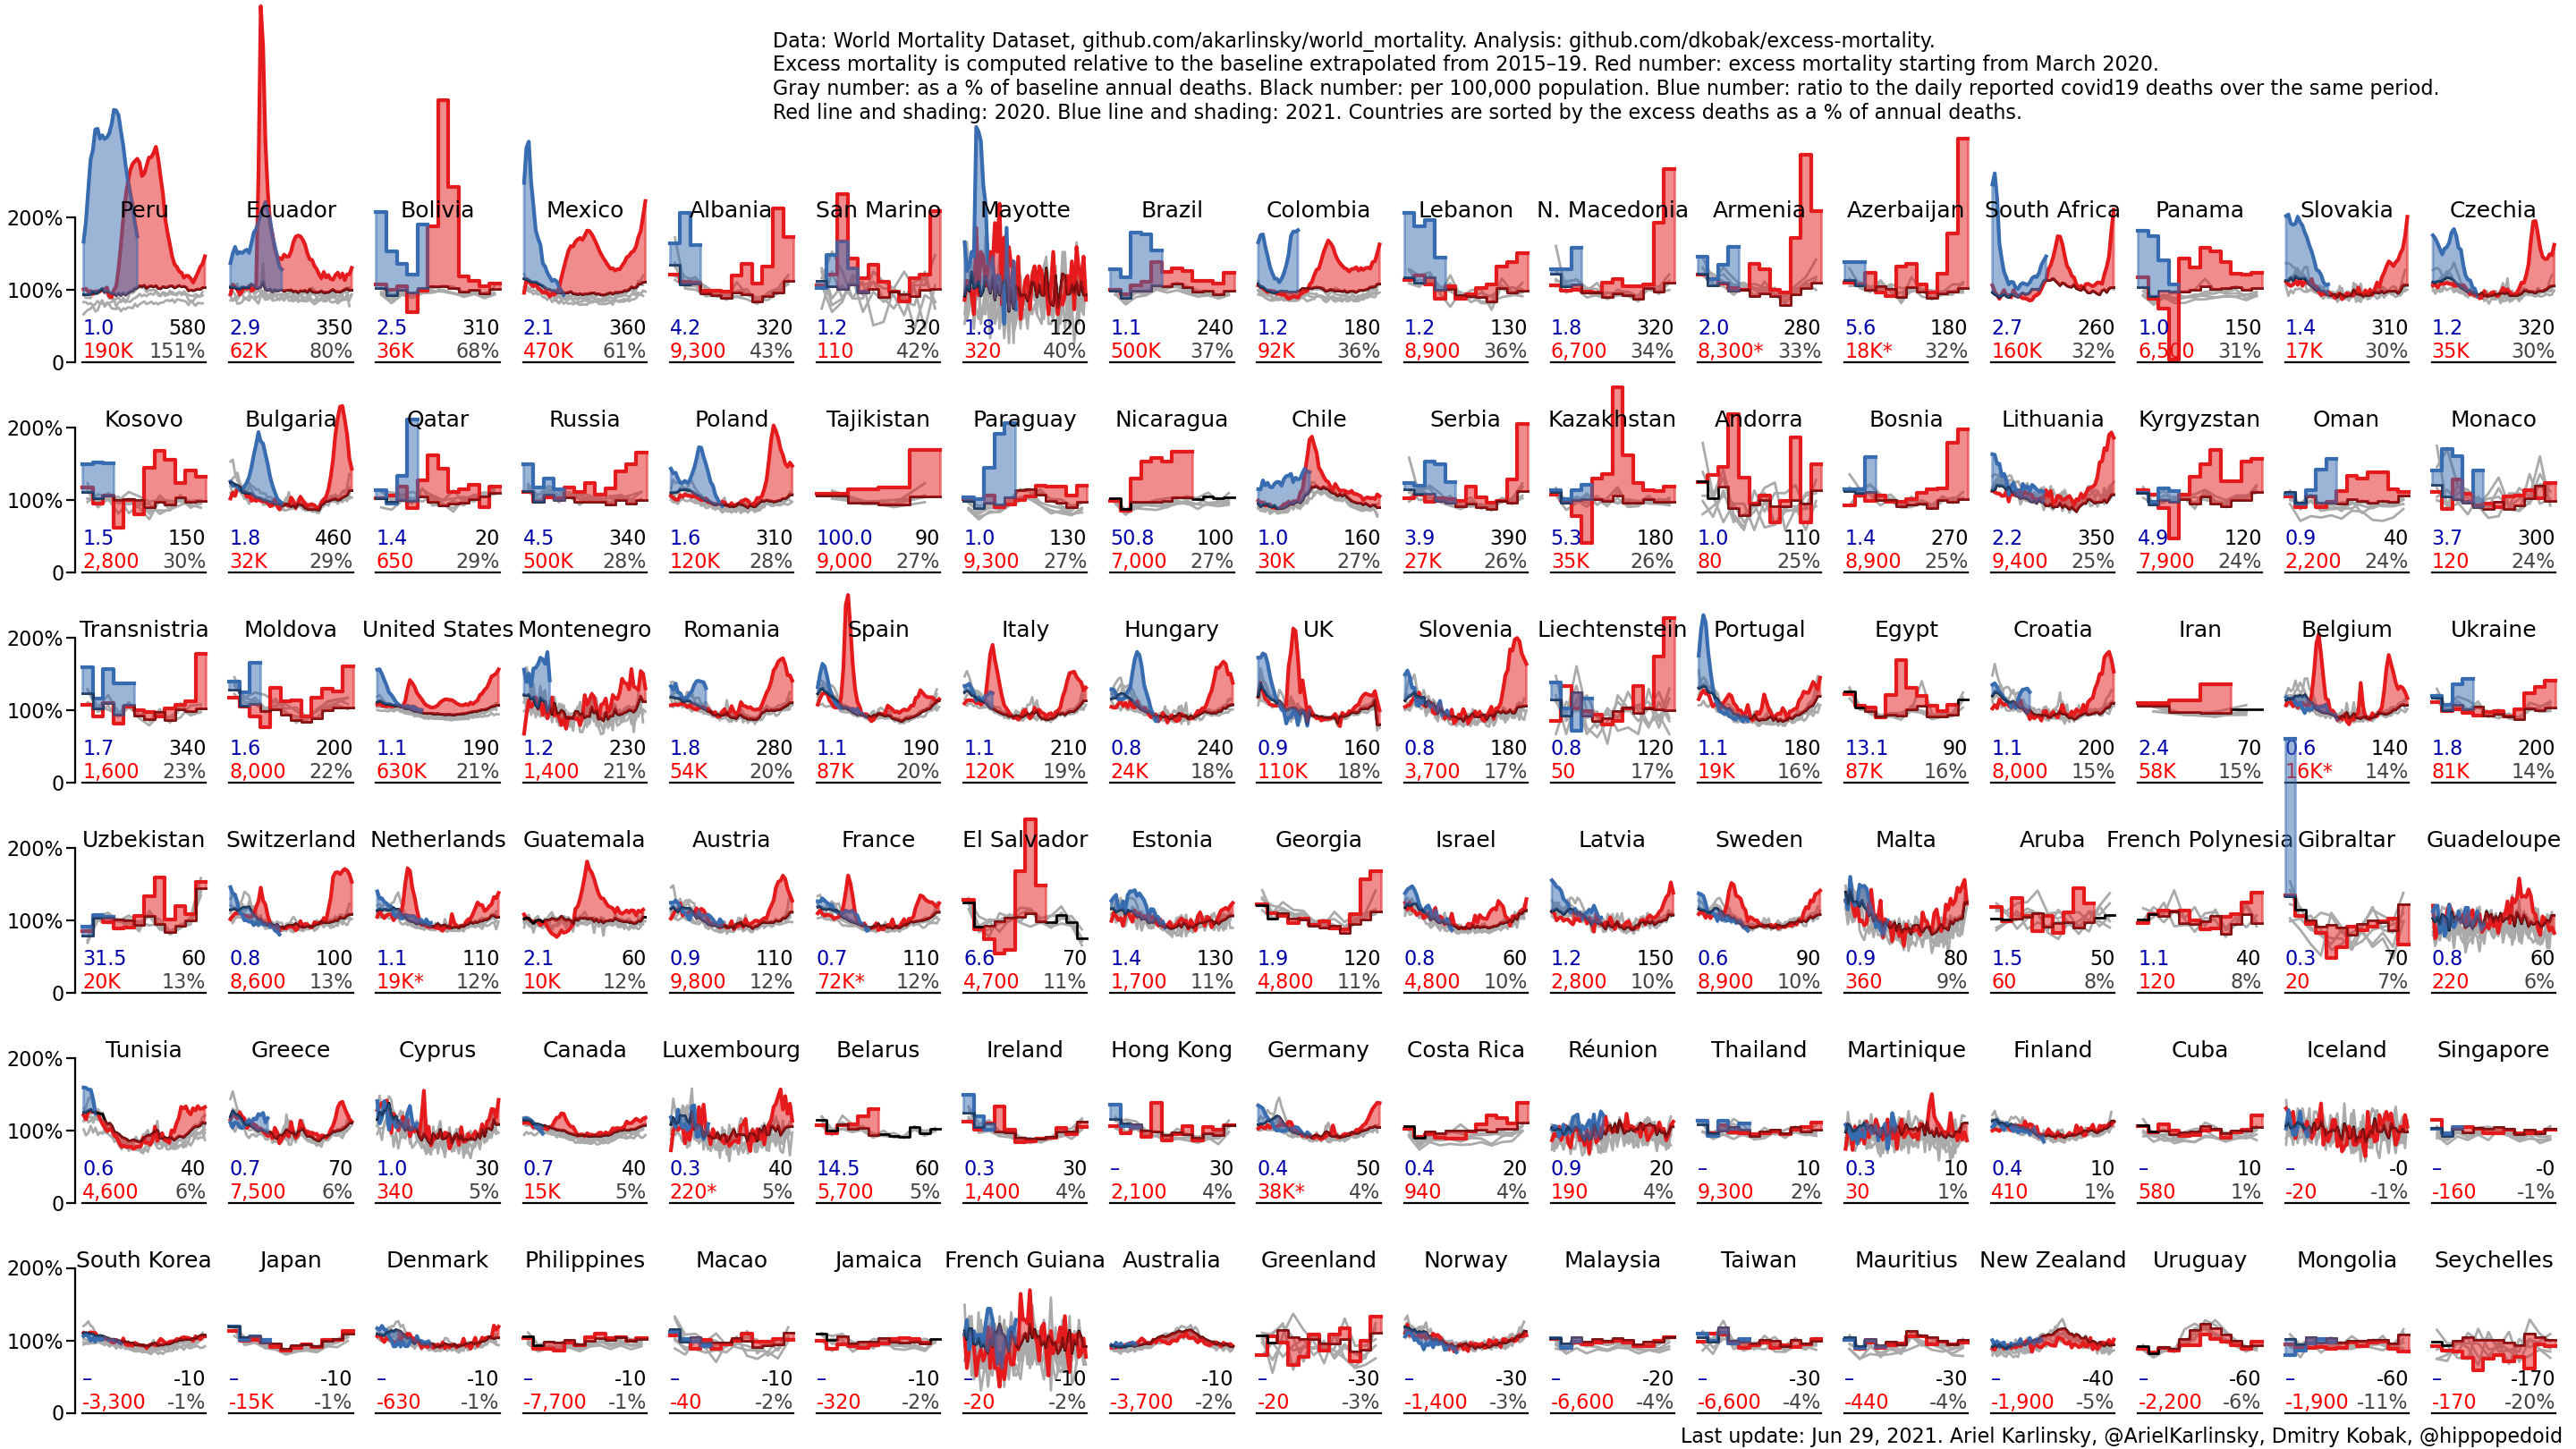 Data: World Mortality Dataset, github.com/akarlinsky/world_mortality. Analysis: github.com/dkobak/excess-mortality.
Excess mortality is computed relative to the baseline extrapolated from 2015–19. Red number: excess mortality starting from March 2020.
Gray number: as a % of baseline annual deaths. Black number: per 100,000 population. Blue number: ratio to the daily reported covid19 deaths over the same period.
Red line and shading: 2020. Blue line and shading: 2021. Countries are sorted by the excess deaths as a % of annual deaths.
200% Peru Ecuador Bolivia Mexico Albania San Marino Mayotte Brazil Colombia Lebanon N. Macedonia Armenia Azerbaijan South Africa Panama Slovakia Czechia
100%
1.0 580 2.9 350 2.5 310 2.1 360 4.2 320 1.2 320 1.8 120 1.1 240 1.2 180 1.2 130 1.8 320 2.0 280 5.6 180 2.7 260 1.0 150 1.4 310 1.2 320
0 190K 151% 62K 80% 36K 68% 470K 61% 9,300 43% 110 42% 320 40% 500K 37% 92K 36% 8,900 36% 6,700 34% 8,300* 33% 18K* 32% 160K 32% 6,500 31% 17K 30% 35K 30%
200% Kosovo Bulgaria Qatar Russia Poland Tajikistan Paraguay Nicaragua Chile Serbia Kazakhstan Andorra Bosnia Lithuania Kyrgyzstan Oman Monaco
100%
1.5 150 1.8 460 1.4 20 4.5 340 1.6 310 100.0 90 1.0 130 50.8 100 1.0 160 3.9 390 5.3 180 1.0 110 1.4 270 2.2 350 4.9 120 0.9 40 3.7 300
0 2,800 30% 32K 29% 650 29% 500K 28% 120K 28% 9,000 27% 9,300 27% 7,000 27% 30K 27% 27K 26% 35K 26% 80 25% 8,900 25% 9,400 25% 7,900 24% 2,200 24% 120 24%
200% Transnistria Moldova United States Montenegro Romania Spain Italy Hungary UK Slovenia Liechtenstein Portugal Egypt Croatia Iran Belgium Ukraine
100%
1.7 340 1.6 200 1.1 190 1.2 230 1.8 280 1.1 190 1.1 210 0.8 240 0.9 160 0.8 180 0.8 120 1.1 180 13.1 90 1.1 200 2.4 70 0.6 140 1.8 200
0 1,600 23% 8,000 22% 630K 21% 1,400 21% 54K 20% 87K 20% 120K 19% 24K 18% 110K 18% 3,700 17% 50 17% 19K 16% 87K 16% 8,000 15% 58K 15% 16K* 14% 81K 14%
200% Uzbekistan Switzerland Netherlands Guatemala Austria France El Salvador Estonia Georgia Israel Latvia Sweden Malta Aruba French Polynesia Gibraltar Guadeloupe
100%
31.5 60 0.8 100 1.1 110 2.1 60 0.9 110 0.7 110 6.6 70 1.4 130 1.9 120 0.8 60 1.2 150 0.6 90 0.9 80 1.5 50 1.1 40 0.3 70 0.8 60
0 20K 13% 8,600 13% 19K* 12% 10K 12% 9,800 12% 72K* 12% 4,700 11% 1,700 11% 4,800 11% 4,800 10% 2,800 10% 8,900 10% 360 9% 60 8% 120 8% 20 7% 220 6%
200% Tunisia Greece Cyprus Canada Luxembourg Belarus Ireland Hong Kong Germany Costa Rica Réunion Thailand Martinique Finland Cuba Iceland Singapore
100%
0.6 40 0.7 70 1.0 30 0.7 40 0.3 40 14.5 60 0.3 30 – 30 0.4 50 0.4 20 0.9 20 – 10 0.3 10 0.4 10 – 10 – -0 – -0
0 4,600 6% 7,500 6% 340 5% 15K 5% 220* 5% 5,700 5% 1,400 4% 2,100 4% 38K* 4% 940 4% 190 4% 9,300 2% 30 1% 410 1% 580 1% -20 -1% -160 -1%
200% South Korea Japan Denmark Philippines Macao Jamaica French Guiana Australia Greenland Norway Malaysia Taiwan Mauritius New Zealand Uruguay Mongolia Seychelles
100%
– -10 – -10 – -10 – -10 – -10 – -10 – -10 – -10 – -30 – -30 – -20 – -30 – -30 – -40 – -60 – -60 – -170
0 -3,300 -1% -15K -1% -630 -1% -7,700 -1% -40 -2% -320 -2% -20 -2% -3,700 -2% -20 -3% -1,400 -3% -6,600 -4% -6,600 -4% -440 -4% -1,900 -5% -2,200 -6% -1,900 -11% -170 -20%
Last update: Jun 29, 2021. Ariel Karlinsky, @ArielKarlinsky, Dmitry Kobak, @hippopedoid